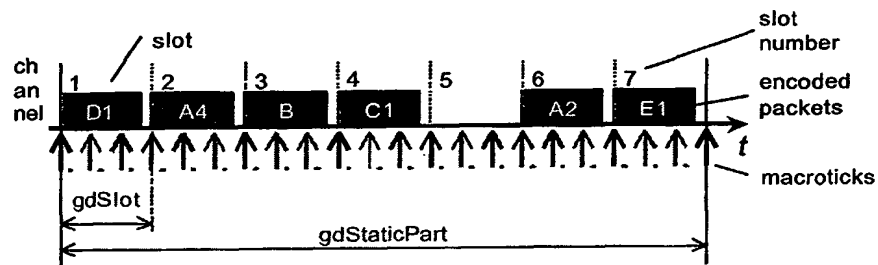 slot
slot number
ch an nel
1 2 3 4 5 6 7
D1 A4 B C1 A2 E1
encoded packets
t
macroticks
gdSlot
gdStaticPart